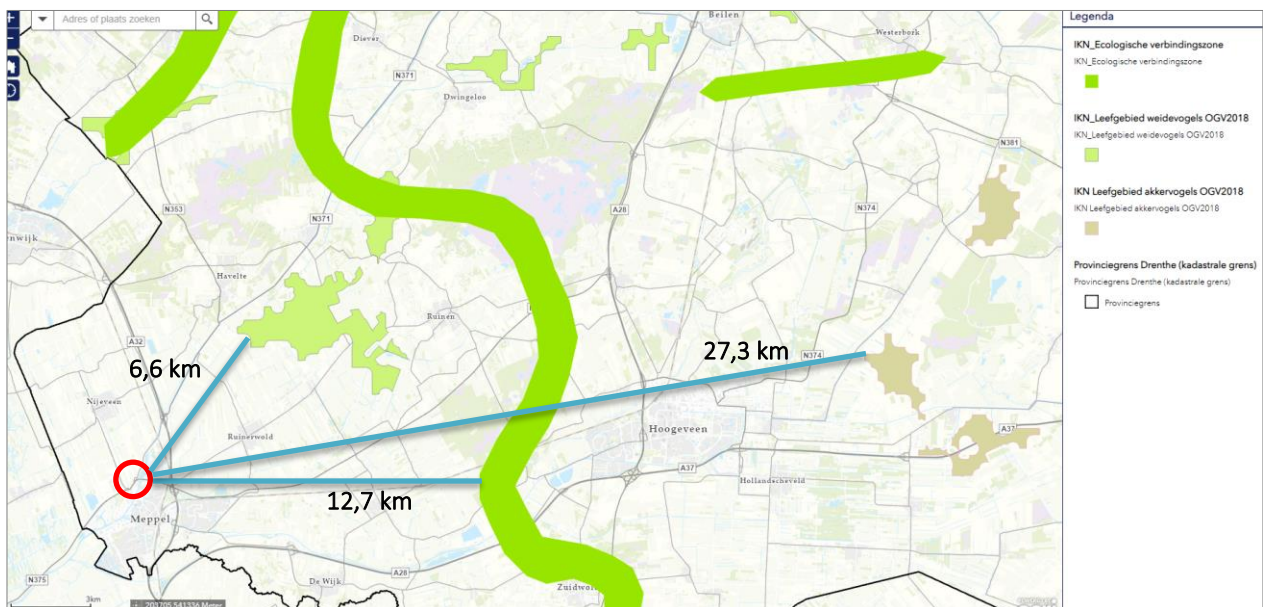 Adres of plaats zoeken
Beilen
Westerbork
Diever
N371
Dwingeloo
N381
N353
N371
A28
N374
Havelte
Ruinen
A32
6,6 km
27,3 km
N374
Nijeveen
Ruinerwold
Hoogeveen
A37
A37
Hollandscheveld
12,7 km
Meppel
A28
N375
De Wijk
3km
Legenda
IKN_Ecologische verbindingszone
IKN_Ecologische verbindingszone
IKN_Leefgebied weidevogels OGV2018
IKN_Leefgebied weidevogels OGV2018
IKN Leefgebied akkervogels OGV2018
IKN Leefgebied akkervogels OGV2018
Provinciegrens Drenthe (kadastrale grens)
Provinciegrens Drenthe (kadastrale grens)
Provinciegrens